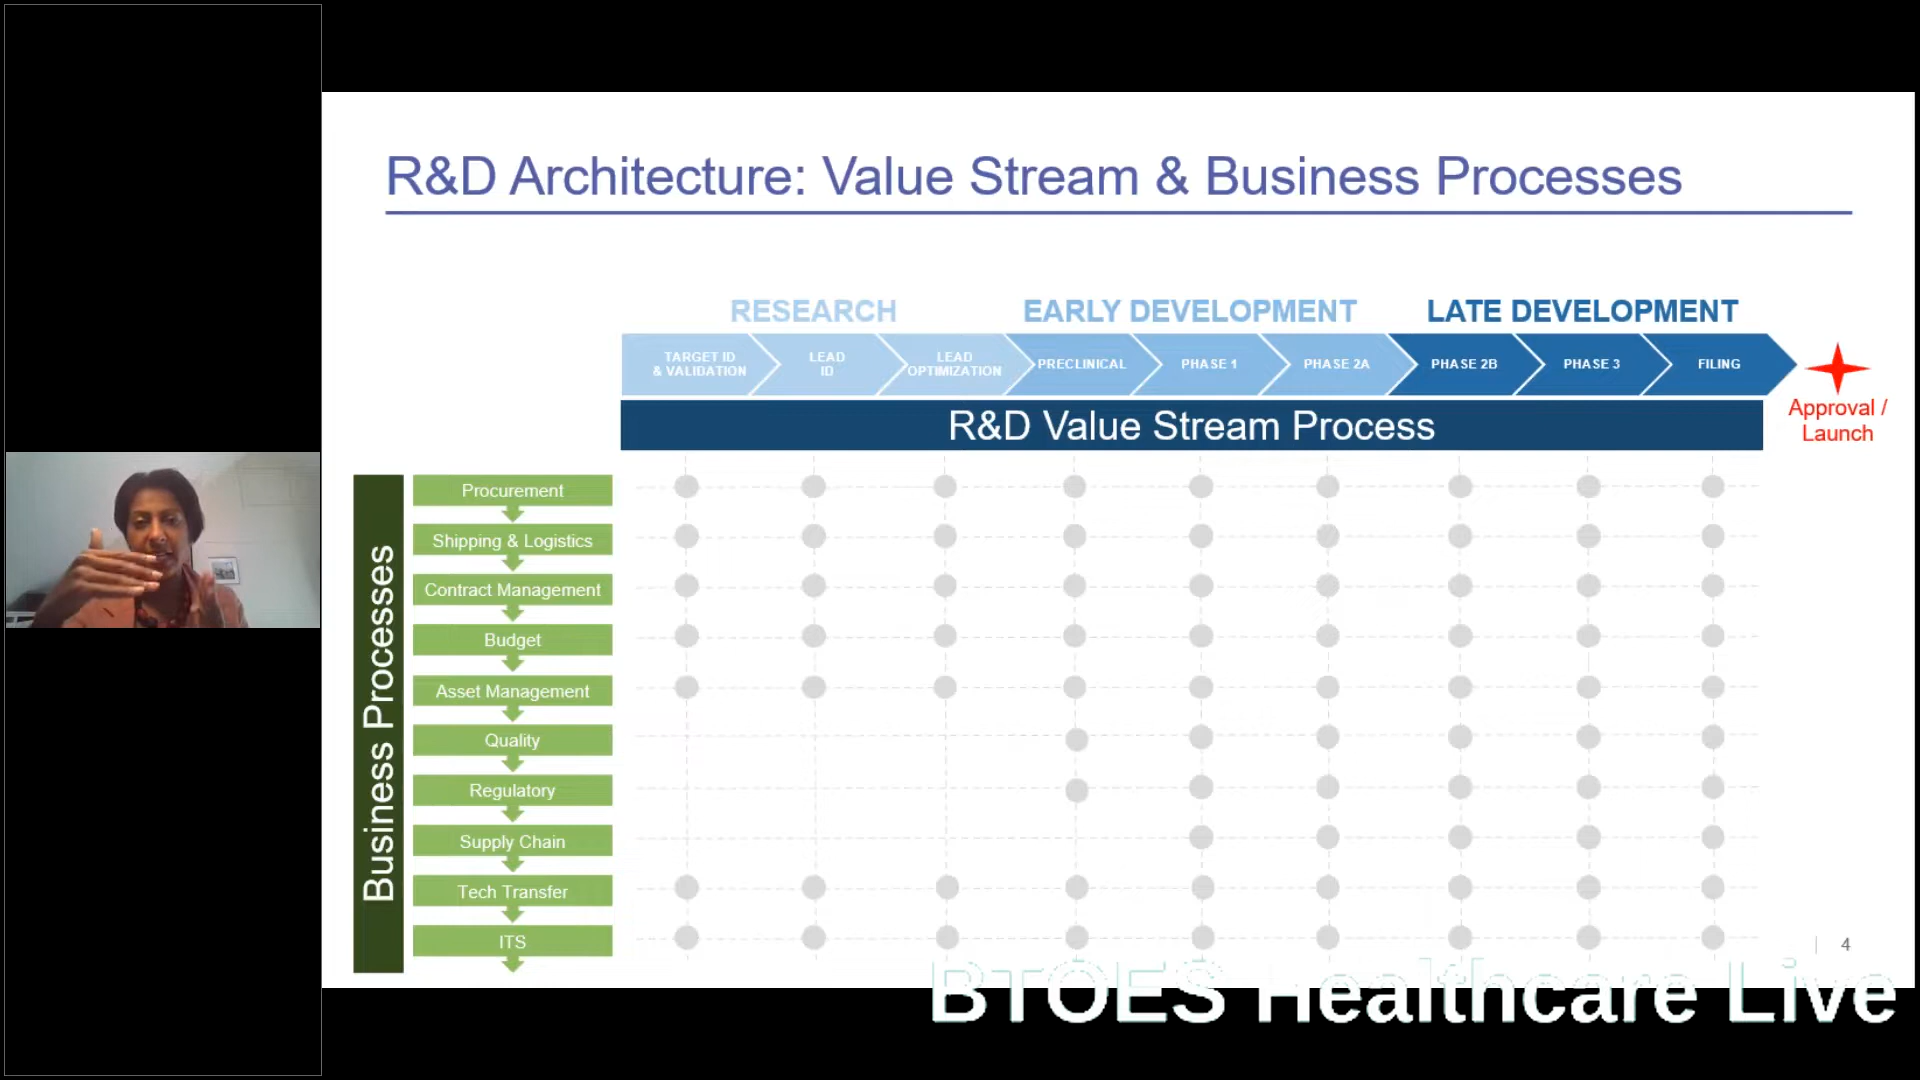 R&D Architecture: Value Stream & Business Processes
RESEARCH
EARLY DEVELOPMENT
LATE DEVELOPMENT
TARGET ID
& VALIDATION
LEAD
ID
LEAD
OPTIMIZATION
PRECLINICAL
PHASE 1
PHASE 2A
PHASE 2B
PHASE 3
FILING
Approval /
Launch
R&D Value Stream Process
Business Processes
Procurement
Shipping & Logistics
Contract Management
Budget
Asset Management
Quality
Regulatory
Supply Chain
Tech Transfer
ITS
4
BTOES Healthcare Live